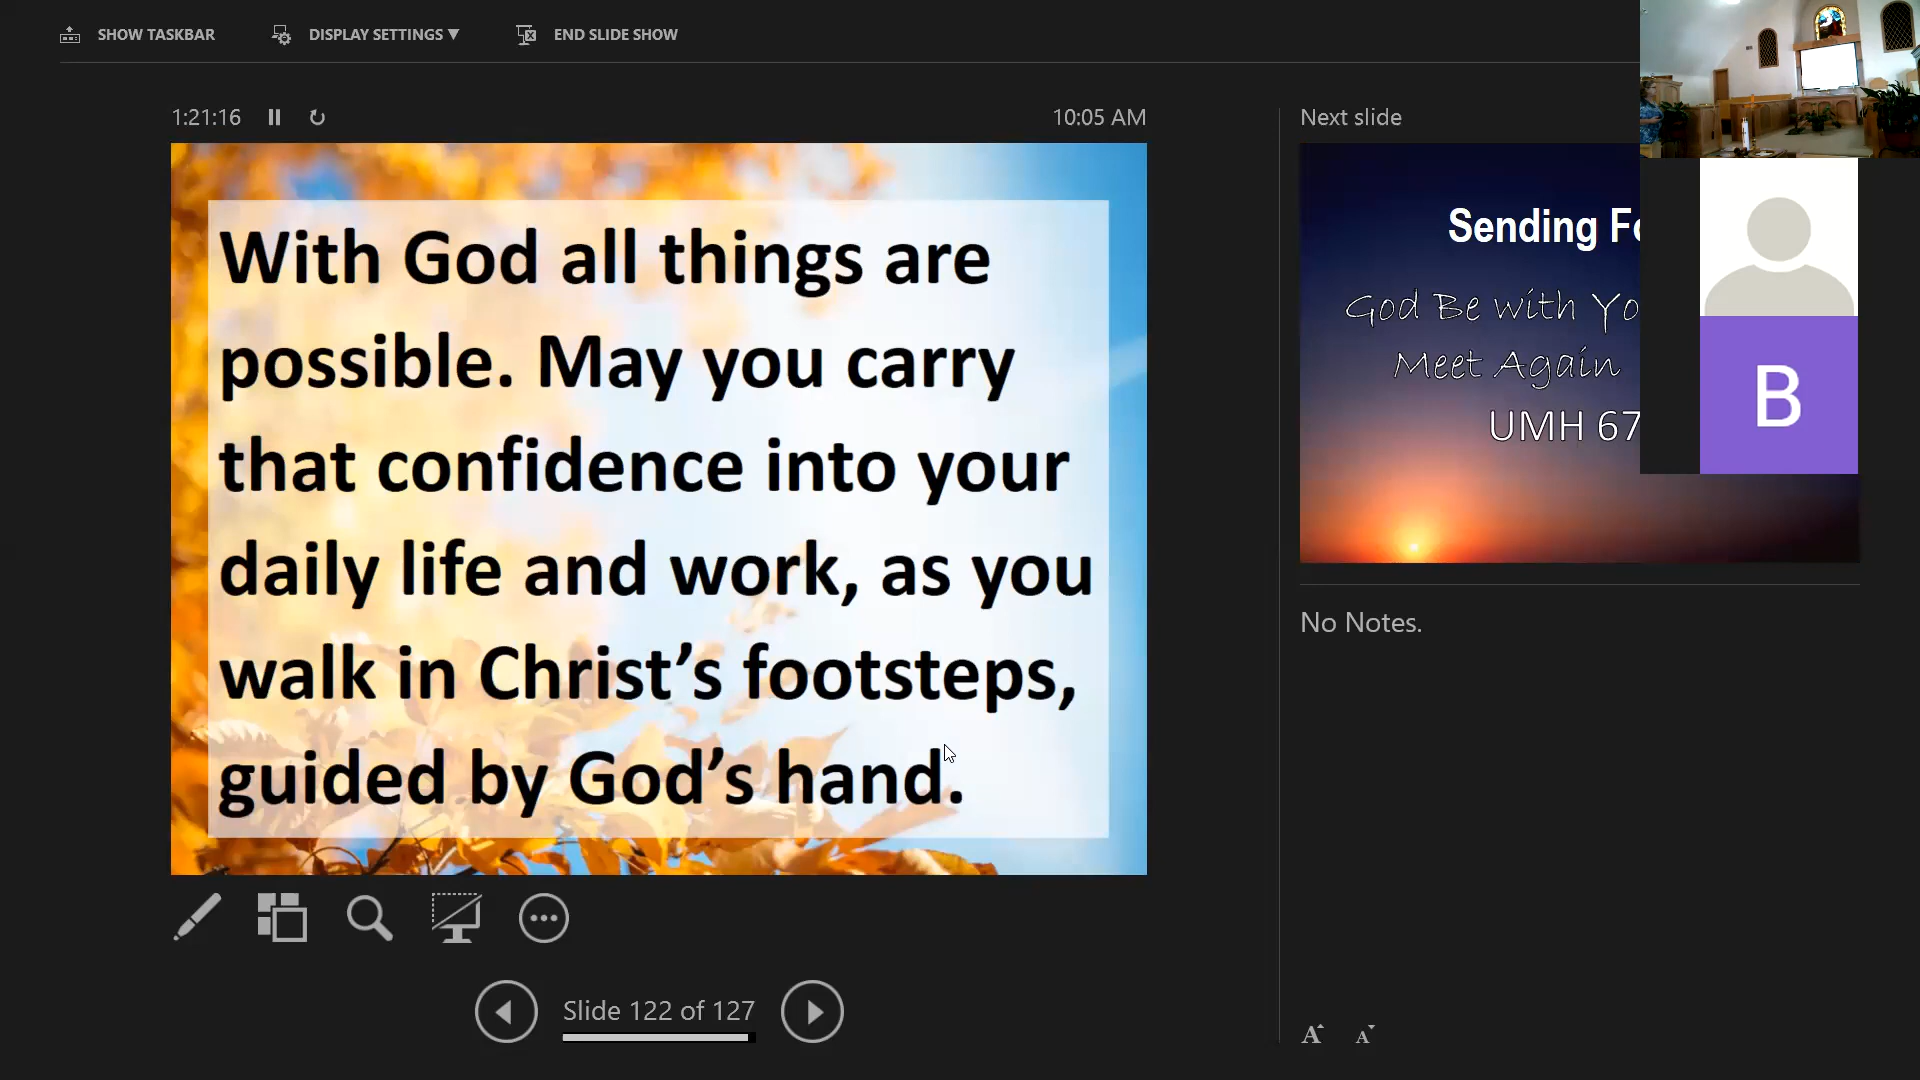 SHOW TASKBAR
DISPLAY SETTINGS ▼
END SLIDE SHOW
1:21:16
10:05 AM
With God all things are
possible. May you carry
that confidence into your
daily life and work, as you
walk in Christ’s footsteps,
guided by God’s hand.
Slide 122 of 127
Next slide
Sending
God Be with
Meet Again
UMH 67
B
No Notes.
A A